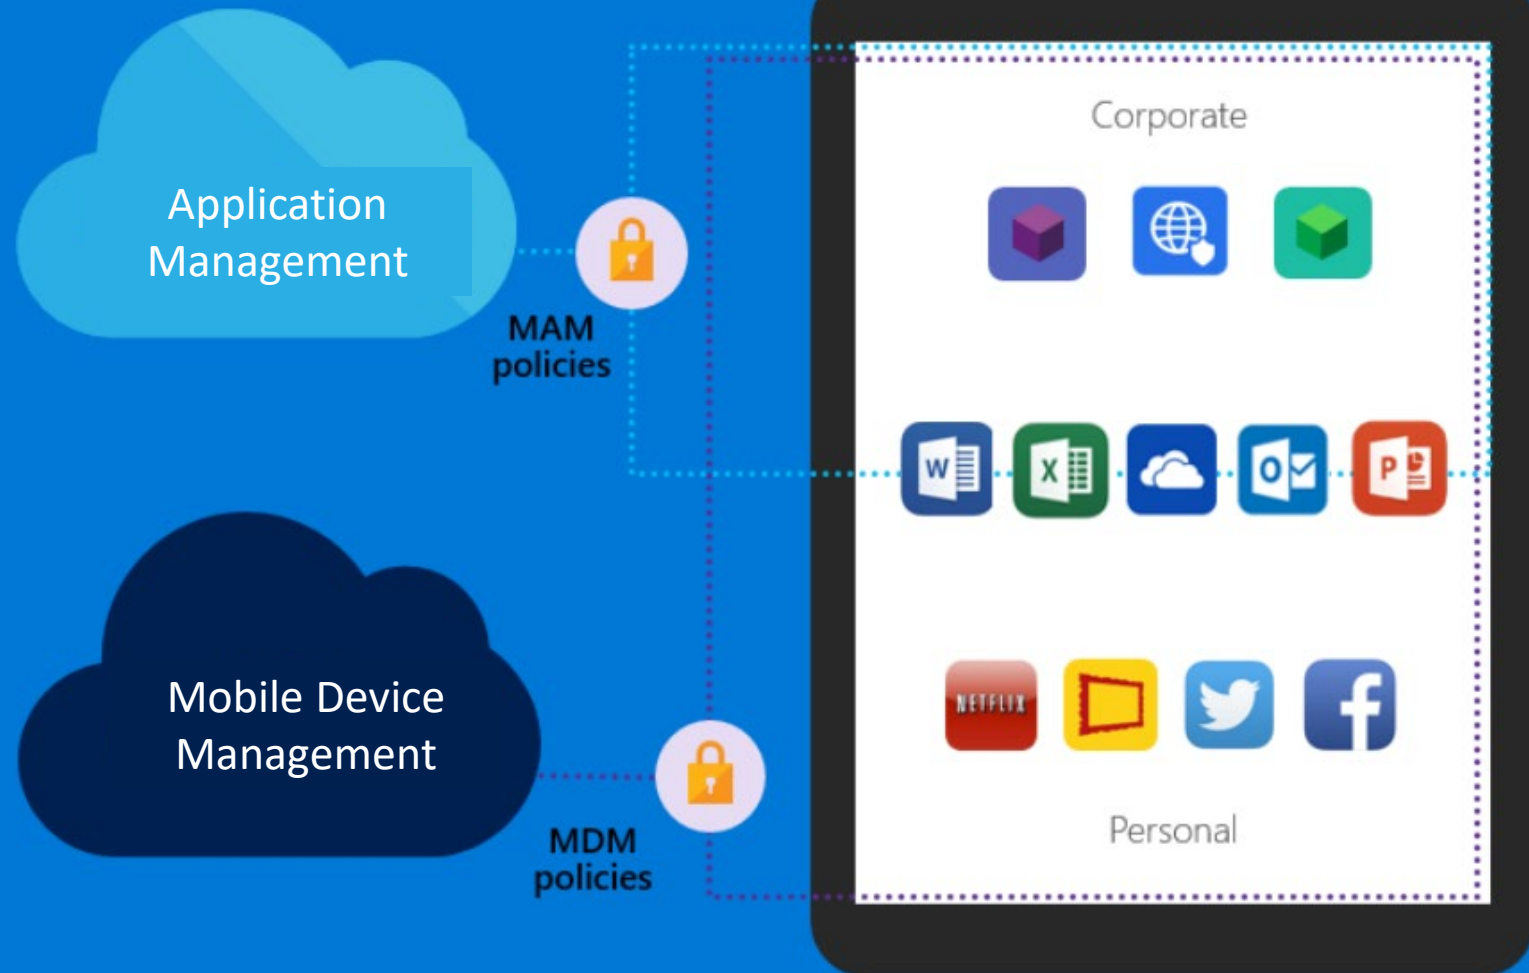 Application
Management
MAM
policies
Corporate
W
X
O
P
Mobile Device
Management
MDM
policies
NETFLIX
Personal